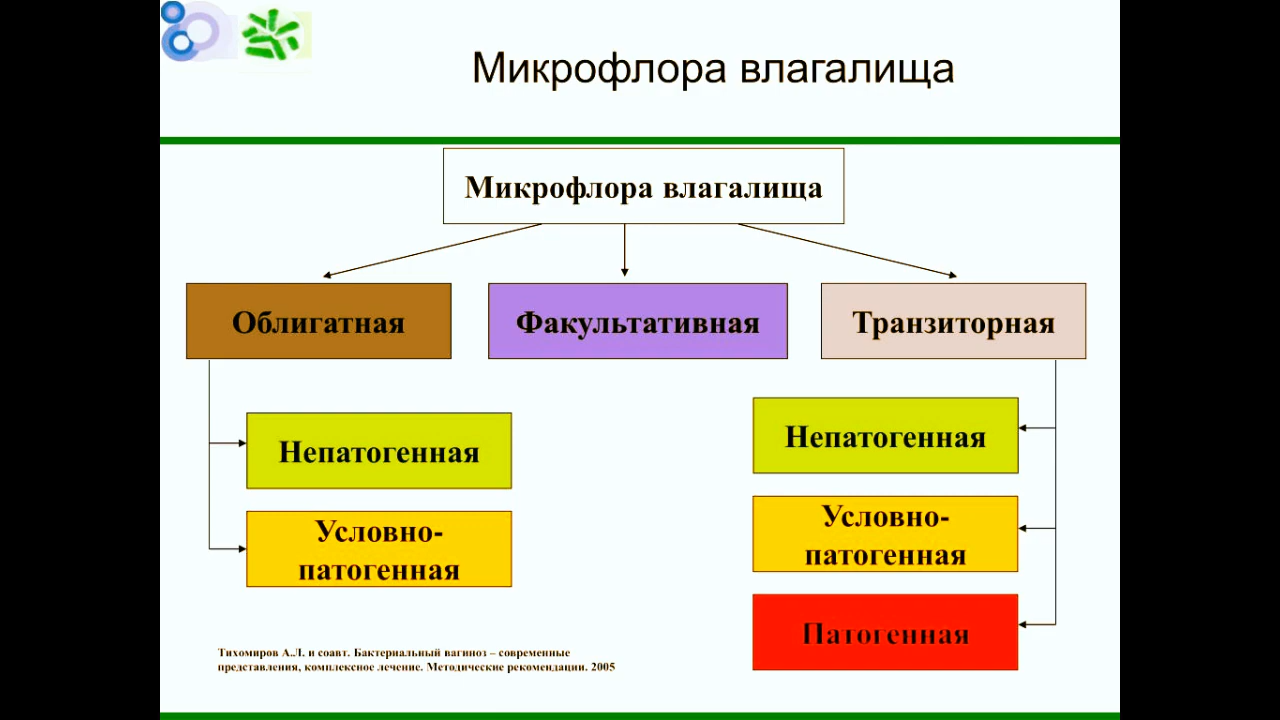 Микрофлора влагалища
Микрофлора влагалища
Облигатная
Факультативная
Транзиторная
Непатогенная
Условно-
патогенная
Непатогенная
Условно-
патогенная
Патогенная
Тихомиров А.Л. и соавт. Бактериальный вагиноз – современные
представления, комплексное лечение. Методические рекомендации. 2005